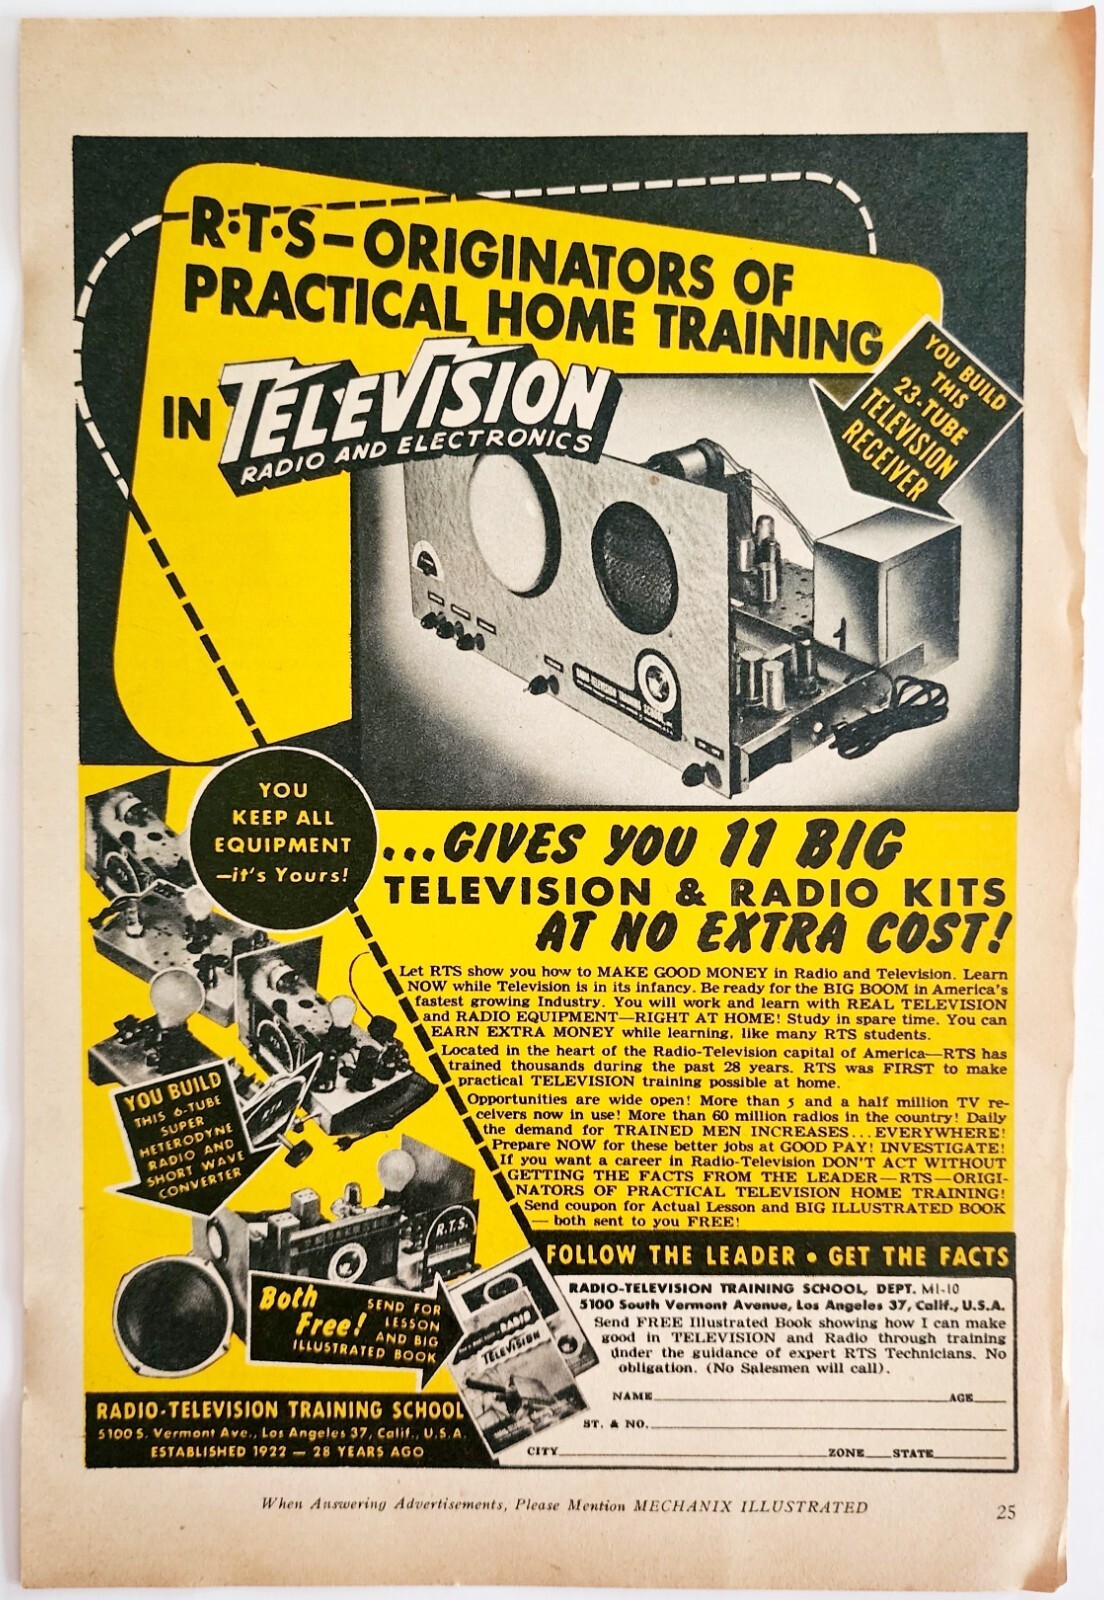 R·T·S—ORIGINATORS OF
PRACTICAL HOME TRAINING
IN TELEVISION
RADIO AND ELECTRONICS
YOU BUILD
THIS
23-TUBE
TELEVISION
RECEIVER
YOU
KEEP ALL
EQUIPMENT
—it's Yours!
...GIVES YOU 11 BIG
TELEVISION & RADIO KITS
AT NO EXTRA COST!
Let RTS show you how to MAKE GOOD MONEY in Radio and Television. Learn
NOW while Television is in its infancy. Be ready for the BIG BOOM in America's
fastest growing Industry. You will work and learn with REAL TELEVISION
and RADIO EQUIPMENT—RIGHT AT HOME! Study in spare time. You can
EARN EXTRA MONEY while learning, like many RTS students.
Located in the heart of the Radio-Television capital of America—RTS has
trained thousands during the past 28 years. RTS was FIRST to make
practical TELEVISION training possible at home.
Opportunities are wide open! More than 5 and a half million TV re-
ceivers now in use! More than 60 million radios in the country! Daily
the demand for TRAINED MEN INCREASES...EVERYWHERE!
Prepare NOW for these better jobs at GOOD PAY! INVESTIGATE!
If you want a career in Radio-Television DON'T ACT WITHOUT
GETTING THE FACTS FROM THE LEADER—RTS—ORIGI-
NATORS OF PRACTICAL TELEVISION HOME TRAINING!
Send coupon for Actual Lesson and BIG ILLUSTRATED BOOK
— both sent to you FREE!
YOU BUILD
THIS 6-TUBE
SUPER
HETERODYNE
RADIO AND
SHORT WAVE
CONVERTER
R.T.S.
Both
Free!
SEND FOR
LESSON
AND BIG
ILLUSTRATED BOOK
RADIO
TELEVISION
RADIO-TELEVISION TRAINING SCHOOL
5100 S. Vermont Ave., Los Angeles 37, Calif., U.S.A.
ESTABLISHED 1922 — 28 YEARS AGO
FOLLOW THE LEADER • GET THE FACTS
RADIO-TELEVISION TRAINING SCHOOL, DEPT. MI-10
5100 South Vermont Avenue, Los Angeles 37, Calif., U.S.A.
Send FREE Illustrated Book showing how I can make
good in TELEVISION and Radio through training
under the guidance of expert RTS Technicians. No
obligation. (No Salesmen will call).
NAME AGE
ST. & NO.
CITY ZONE STATE
When Answering Advertisements, Please Mention MECHANIX ILLUSTRATED
25